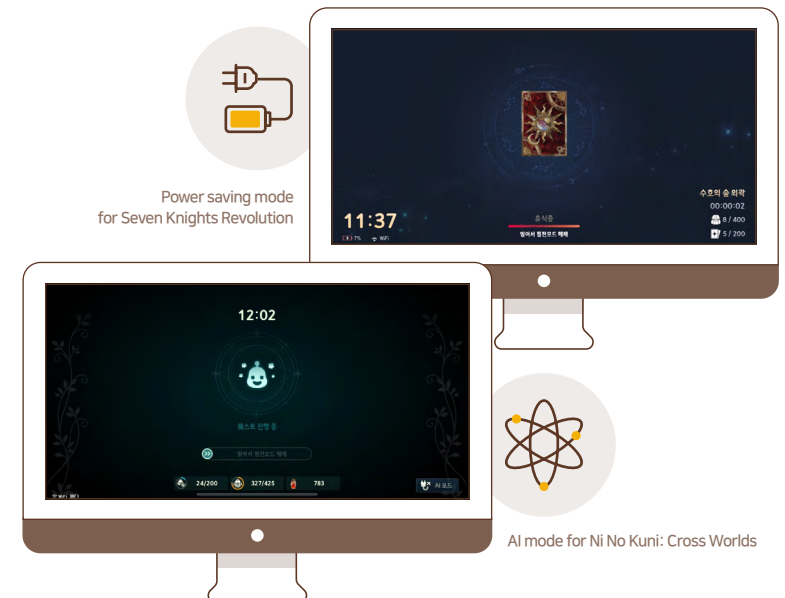 Power saving mode
for Seven Knights Revolution
수호의 숲 외곽
00:00:02
8 / 400
5 / 200
11:37
7%
WiFi
휴식중
밀어서 절전모드 해제
12:02
퀘스트 진행 중
밀어서 절전모드 해제
24/200
327/425
783
AI 모드
WiFi
AI mode for Ni No Kuni: Cross Worlds